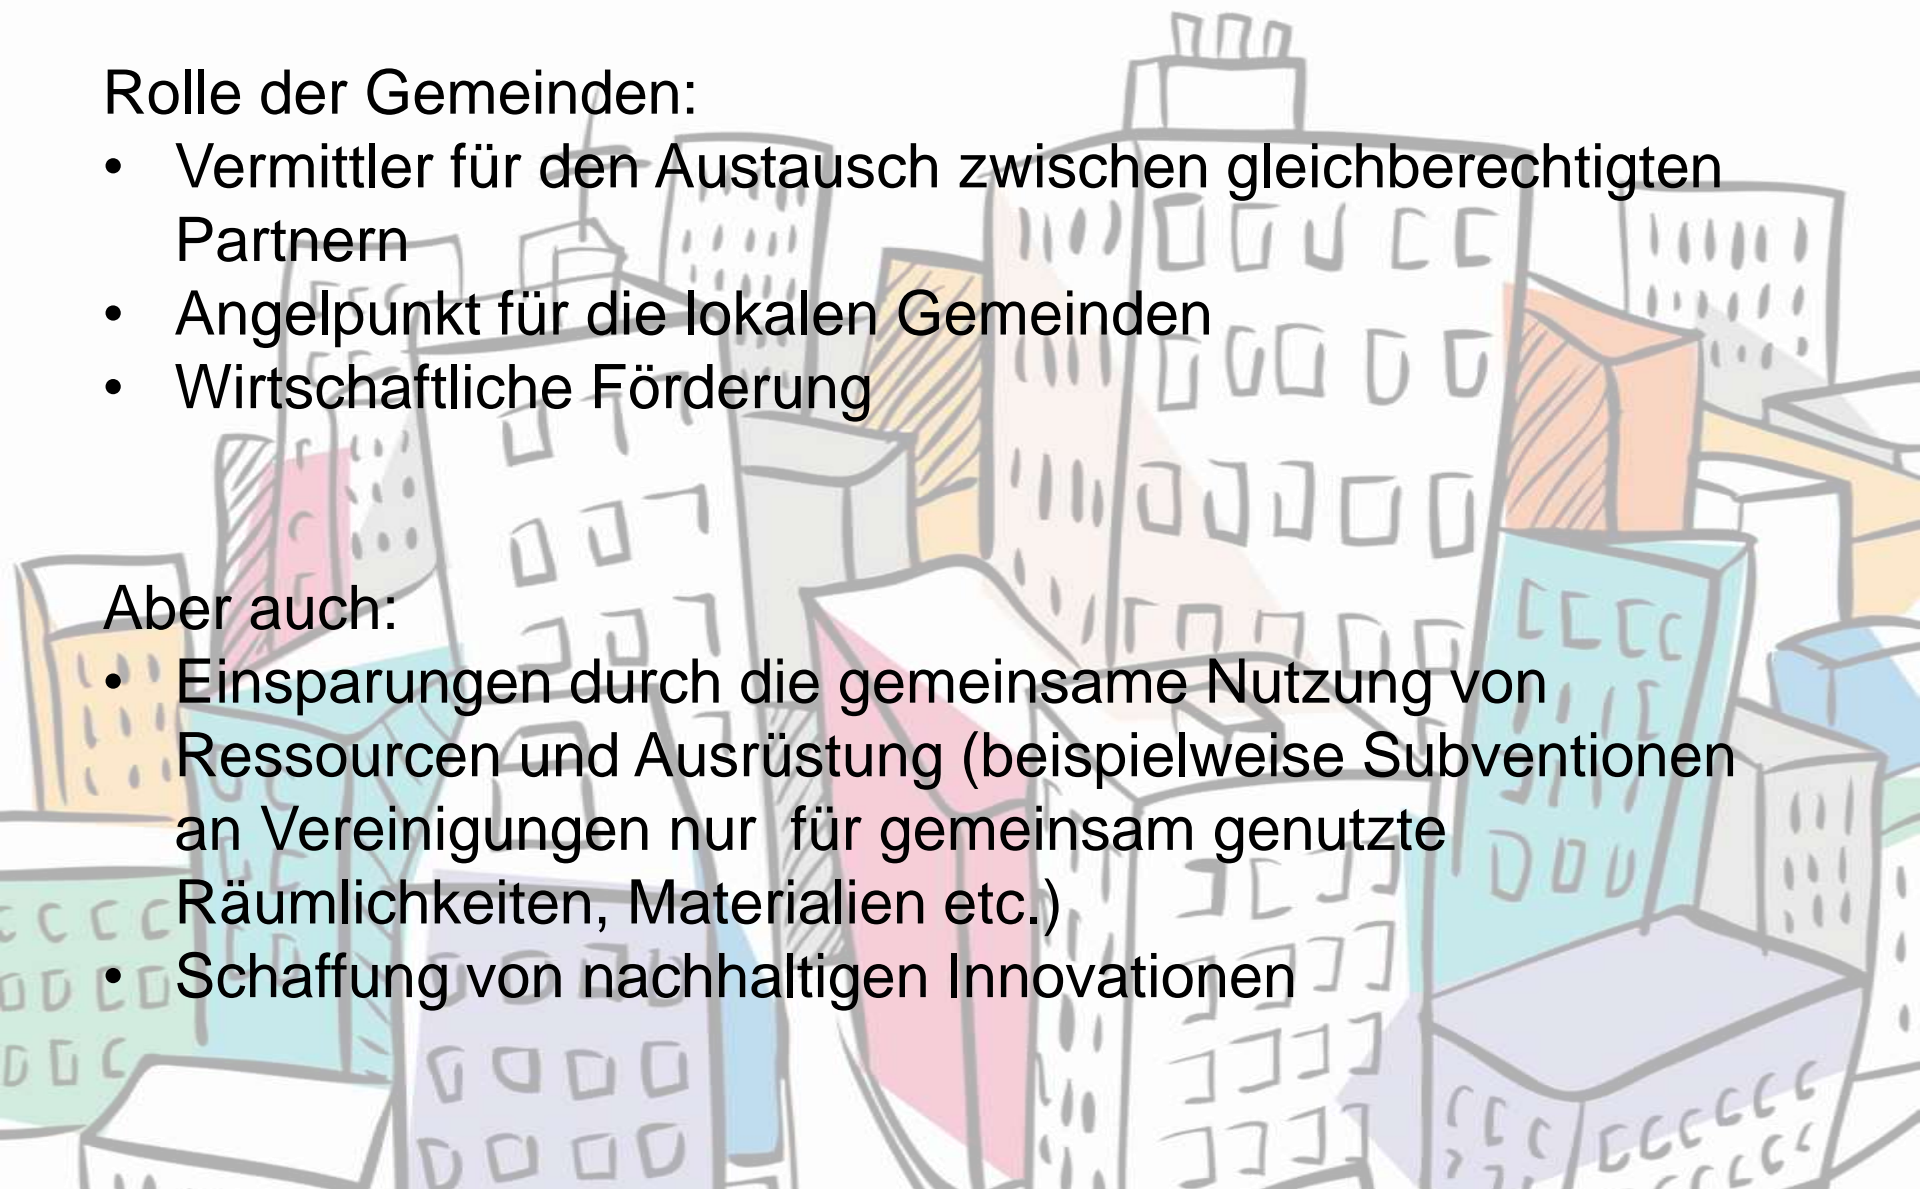 Rolle der Gemeinden:
• Vermittler für den Austausch zwischen gleichberechtigten
Partnern
• Angelpunkt für die lokalen Gemeinden
• Wirtschaftliche Förderung
Aber auch:
• Einsparungen durch die gemeinsame Nutzung von
Ressourcen und Ausrüstung (beispielweise Subventionen
an Vereinigungen nur  für gemeinsam genutzte
Räumlichkeiten, Materialien etc.)
• Schaffung von nachhaltigen Innovationen